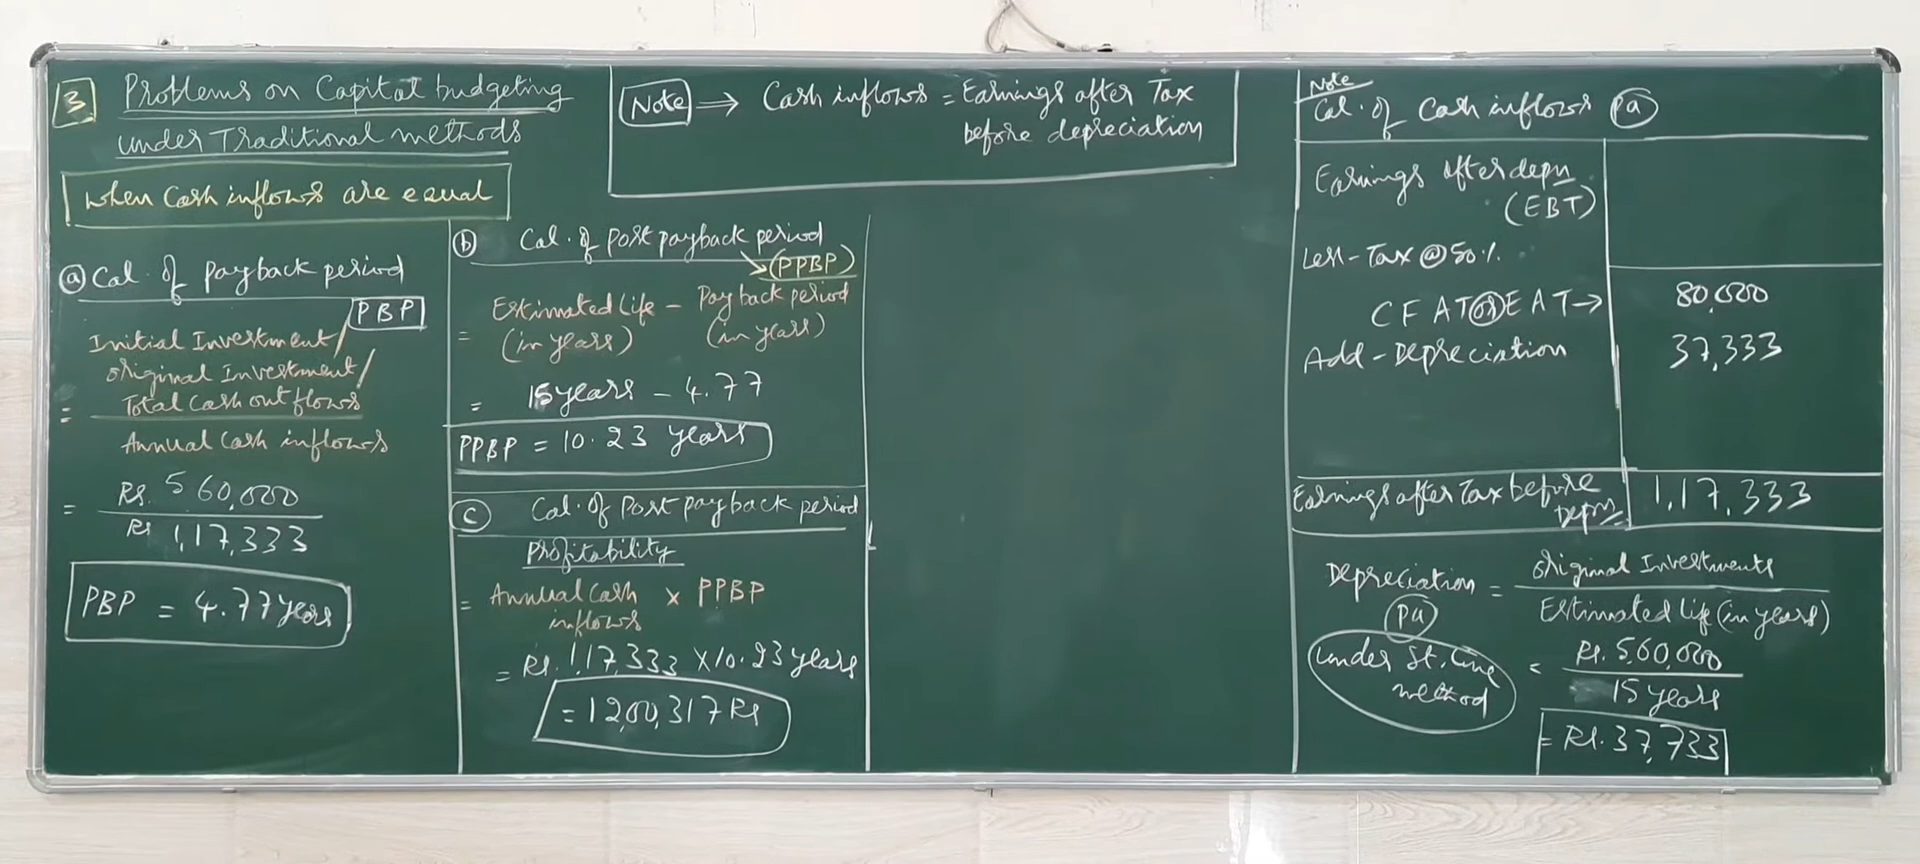 3 Problems on Capital budgeting
under Traditional methods
when Cash inflows are equal
Note ⇒ Cash inflows = Earnings after Tax
before depreciation
a Cal. of payback period
PBP
Initial Investment/
original Investment/
= Total Cash out flows
Annual Cash inflows
= Rs. 560,000
Rs 1,17,333
PBP = 4.77 years
b Cal. of post payback period
→ (PPBP)
= Estimated Life - Pay back period
(in years) (in years)
= 15 years - 4.77
PPBP = 10.23 years
c Cal. of Post payback period
Profitability
= Annual Cash × PPBP
inflows
= Rs. 1,17,333 × 10.23 years
= 12,00,317 Rs
Note
Cal. of Cash inflows pa
Earnings after depn
(EBT)
Less - Tax @ 50%
CFAT or EAT → 80,000
Add - Depreciation 37,333
Earnings after Tax before 1,17,333
Depn
Depreciation = original Investments
pa Estimated Life (in years)
under St. Line = Rs. 5,60,000
method 15 years
= Rs. 37,733